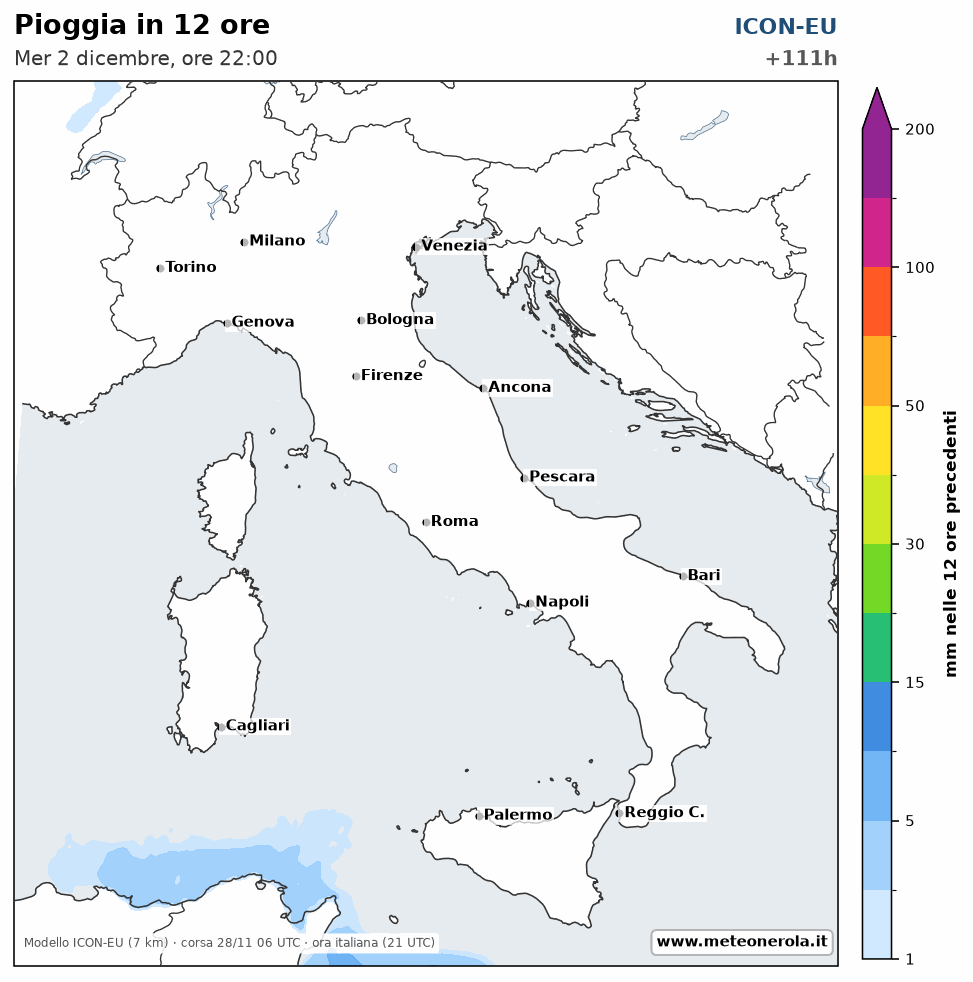 Pioggia in 12 ore
ICON-EU
Mer 2 dicembre, ore 22:00
+111h
200
Milano
Venezia
Torino
100
Genova
Bologna
Firenze
Ancona
50
Pescara
Roma
30
Bari
Napoli
15
Cagliari
Palermo
Reggio C.
5
mm nelle 12 ore precedenti
Modello ICON-EU (7 km) · corsa 28/11 06 UTC · ora italiana (21 UTC)
www.meteonerola.it
1